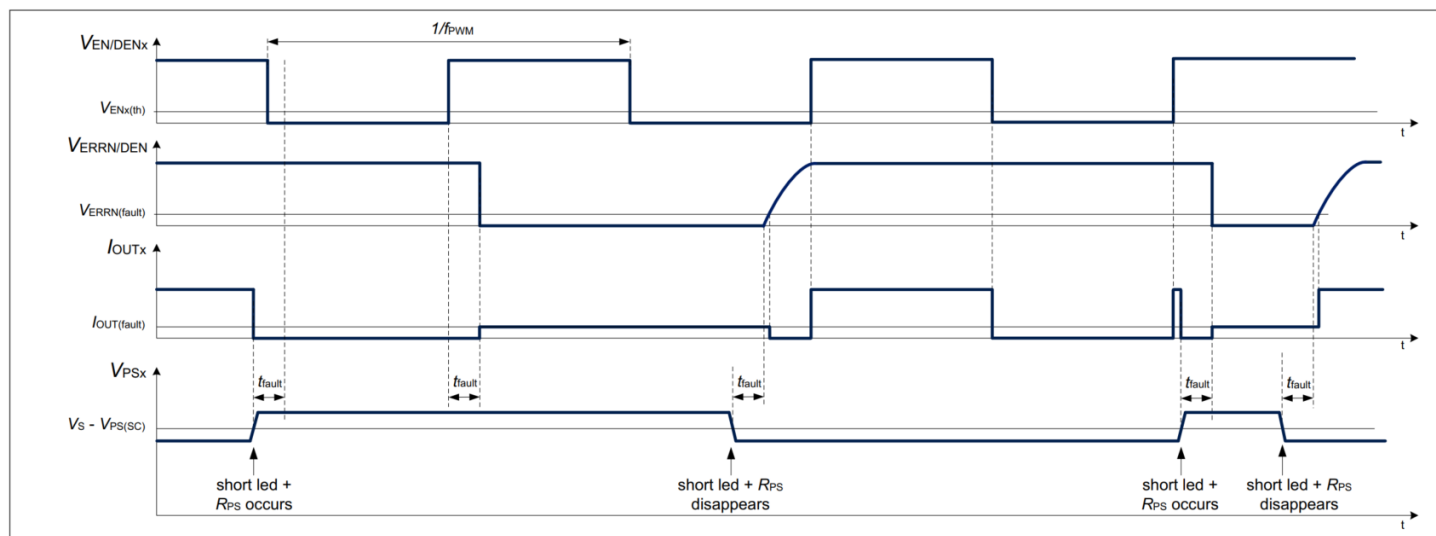 1/fPWM
VEN/DENx
VENx(th)
t
VERRN/DEN
VERRN(fault)
t
IOUTx
IOUT(fault)
t
VPSx
tfault
tfault
tfault
tfault
tfault
VS - VPS(SC)
short led +
RPS occurs
short led + RPS
disappears
short led +
RPS occurs
short led + RPS
disappears
t